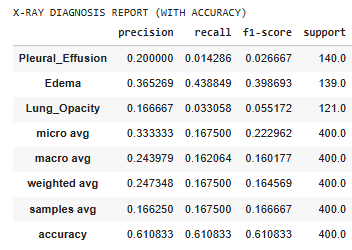 X-RAY DIAGNOSIS REPORT (WITH ACCURACY)
precision recall f1-score support
Pleural_Effusion 0.200000 0.014286 0.026667 140.0
Edema 0.365269 0.438849 0.398693 139.0
Lung_Opacity 0.166667 0.033058 0.055172 121.0
micro avg 0.333333 0.167500 0.222962 400.0
macro avg 0.243979 0.162064 0.160177 400.0
weighted avg 0.247348 0.167500 0.164569 400.0
samples avg 0.166250 0.167500 0.166667 400.0
accuracy 0.610833 0.610833 0.610833 400.0